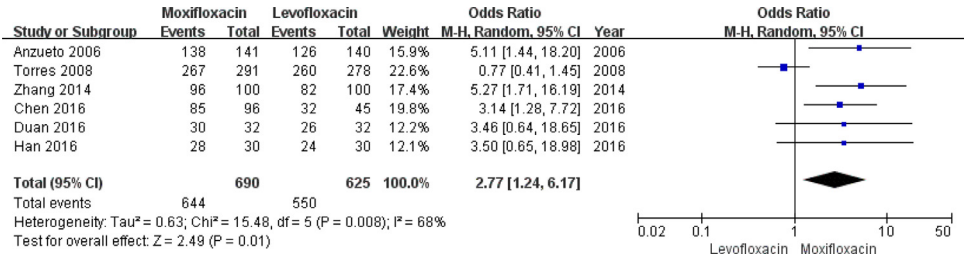 Moxifloxacin Levofloxacin Odds Ratio Odds Ratio
Study or Subgroup Events Total Events Total Weight M-H, Random, 95% CI Year M-H, Random, 95% CI
Anzueto 2006 138 141 126 140 15.9% 5.11 [1.44, 18.20] 2006
Torres 2008 267 291 260 278 22.6% 0.77 [0.41, 1.45] 2008
Zhang 2014 96 100 82 100 17.4% 5.27 [1.71, 16.19] 2014
Chen 2016 85 96 32 45 19.8% 3.14 [1.28, 7.72] 2016
Duan 2016 30 32 26 32 12.2% 3.46 [0.64, 18.65] 2016
Han 2016 28 30 24 30 12.1% 3.50 [0.65, 18.98] 2016
Total (95% CI) 690 625 100.0% 2.77 [1.24, 6.17]
Total events 644 550
Heterogeneity: Tau² = 0.63; Chi² = 15.48, df = 5 (P = 0.008); I² = 68%
Test for overall effect: Z = 2.49 (P = 0.01)
0.02 0.1 1 10 50
Levofloxacin Moxifloxacin